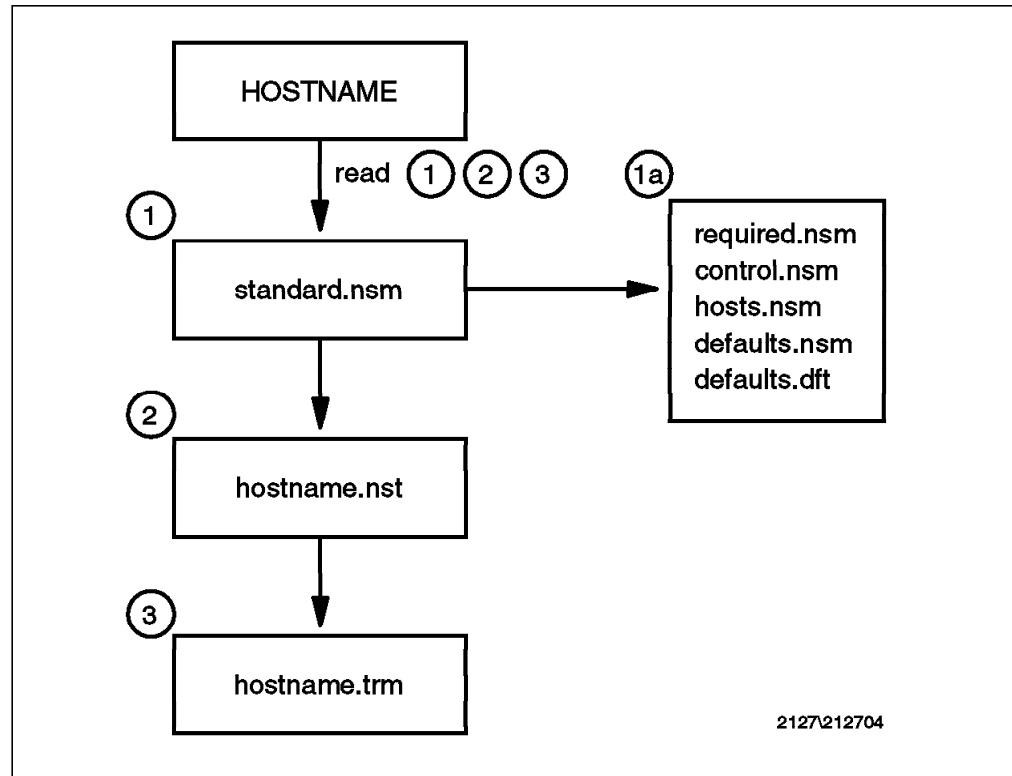 HOSTNAME
read 1 2 3
1a
1
standard.nsm
required.nsm
control.nsm
hosts.nsm
defaults.nsm
defaults.dft
2
hostname.nst
3
hostname.trm
2127\212704